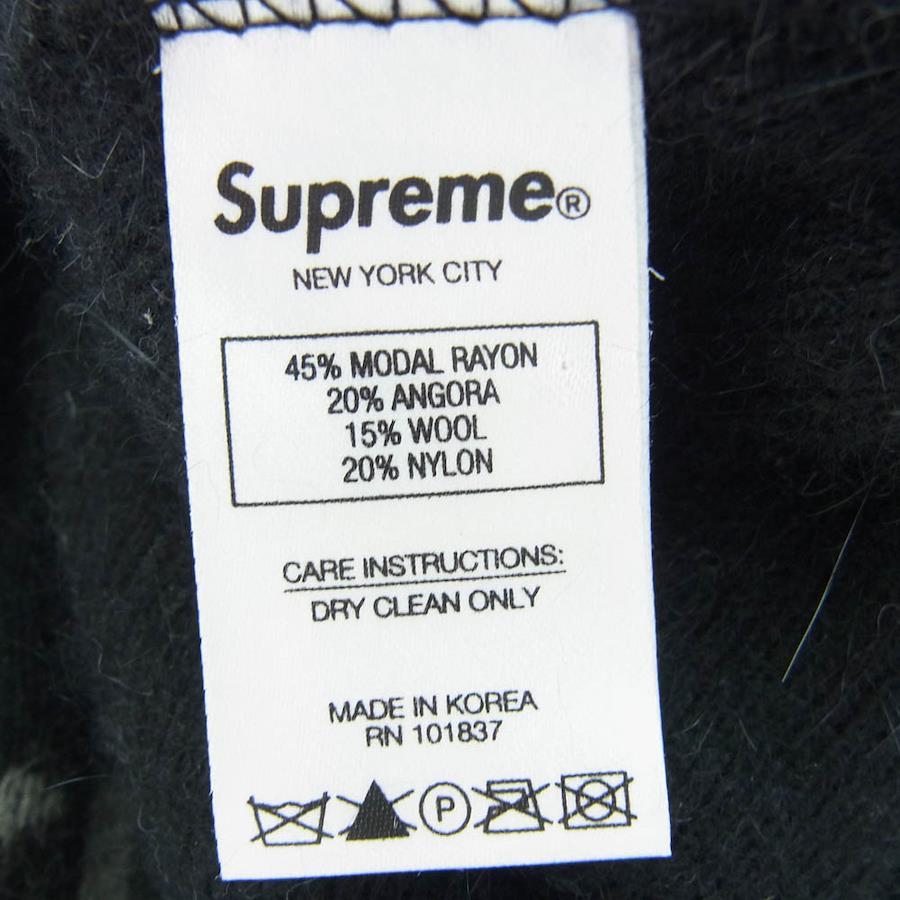 Supreme®
NEW YORK CITY
45% MODAL RAYON
20% ANGORA
15% WOOL
20% NYLON
CARE INSTRUCTIONS:
DRY CLEAN ONLY
MADE IN KOREA
RN 101837
P